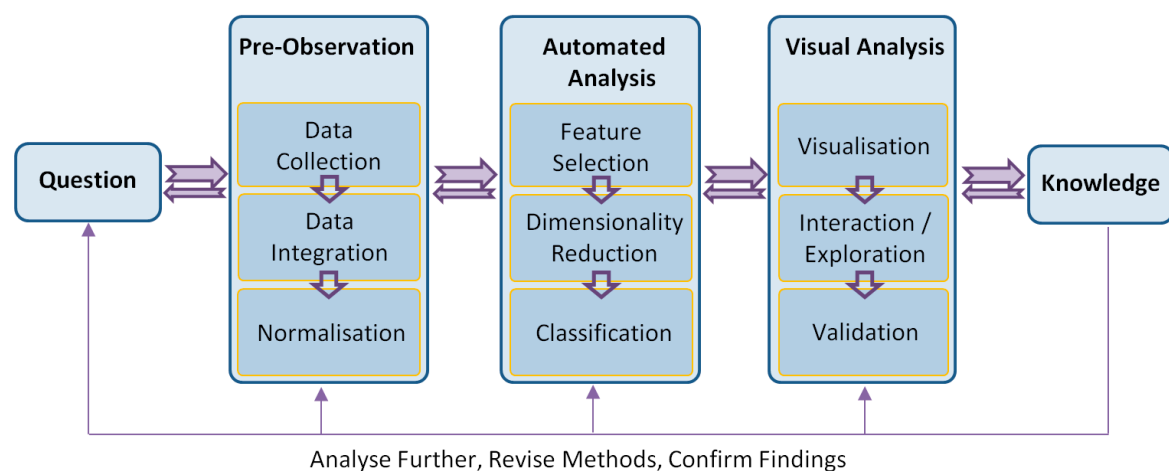 Question
Pre-Observation
Data
Collection
Data
Integration
Normalisation
Automated
Analysis
Feature
Selection
Dimensionality
Reduction
Classification
Visual Analysis
Visualisation
Interaction /
Exploration
Validation
Knowledge
Analyse Further, Revise Methods, Confirm Findings